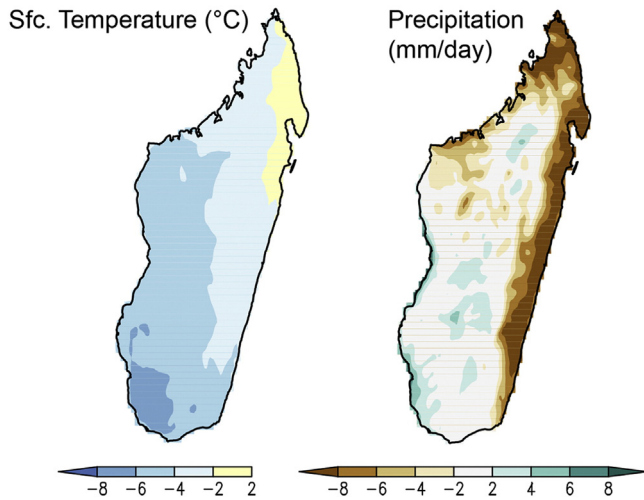 Sfc. Temperature (°C)
Precipitation
(mm/day)
−8 −6 −4 −2 2
−8 −6 −4 −2 2 4 6 8